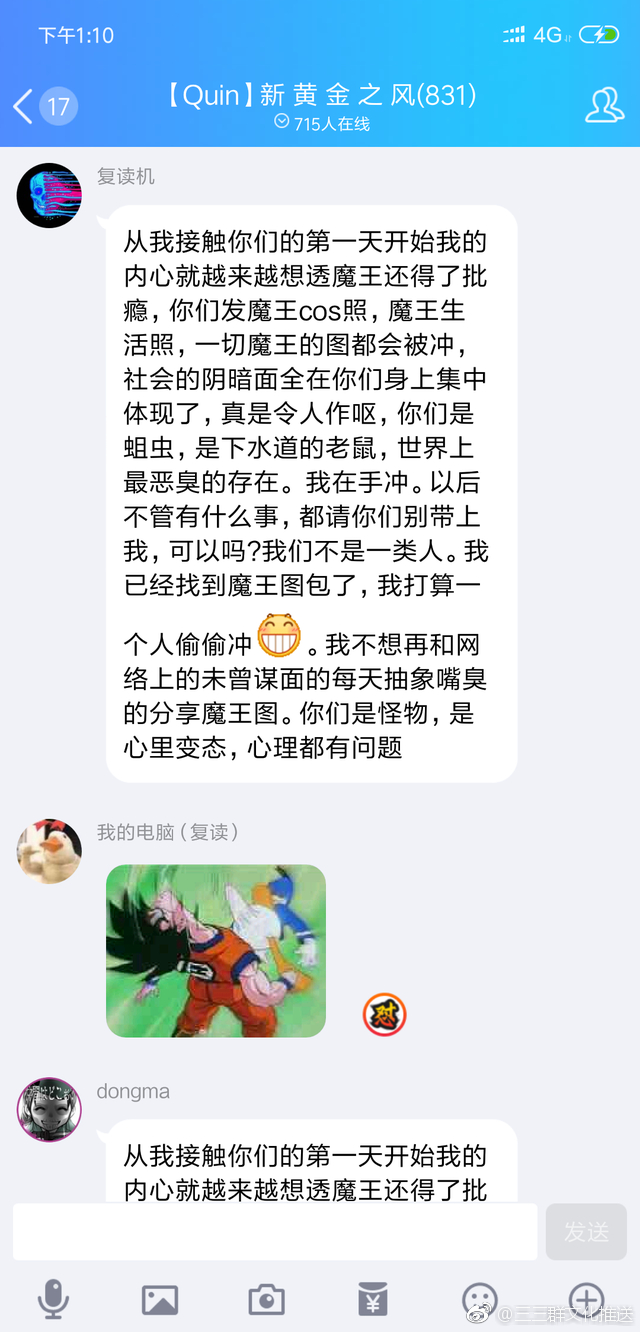 下午1:10
4G
17
【Quin】新 黄 金 之 风(831)
715人在线
复读机
从我接触你们的第一天开始我的
内心就越来越想透魔王还得了批
瘾，你们发魔王cos照，魔王生
活照，一切魔王的图都会被冲，
社会的阴暗面全在你们身上集中
体现了，真是令人作呕，你们是
蛆虫，是下水道的老鼠，世界上
最恶臭的存在。我在手冲。以后
不管有什么事，都请你们别带上
我，可以吗?我们不是一类人。我
已经找到魔王图包了，我打算一
个人偷偷冲。我不想再和网
络上的未曾谋面的每天抽象嘴臭
的分享魔王图。你们是怪物，是
心里变态，心理都有问题
我的电脑（复读）
怼
dongma
从我接触你们的第一天开始我的
内心就越来越想透魔王还得了批
发送
¥
@三三群文化推送